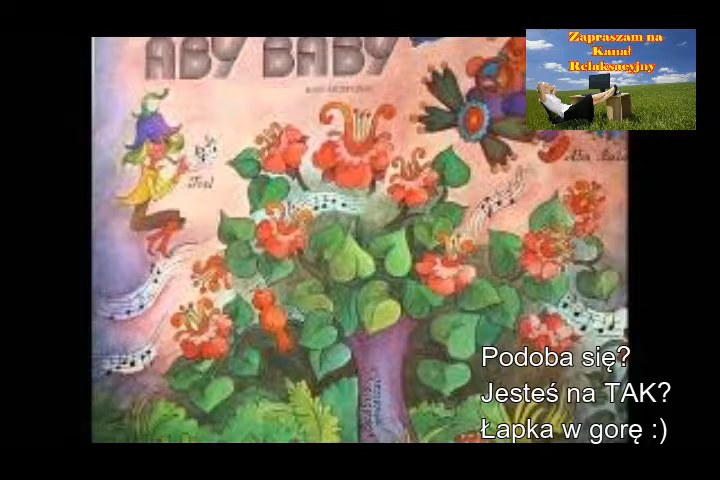 ABY BABY
Zapraszam na
Kanał
Relaksacyjny
Podoba się?
Jesteś na TAK?
Łapka w gorę :)